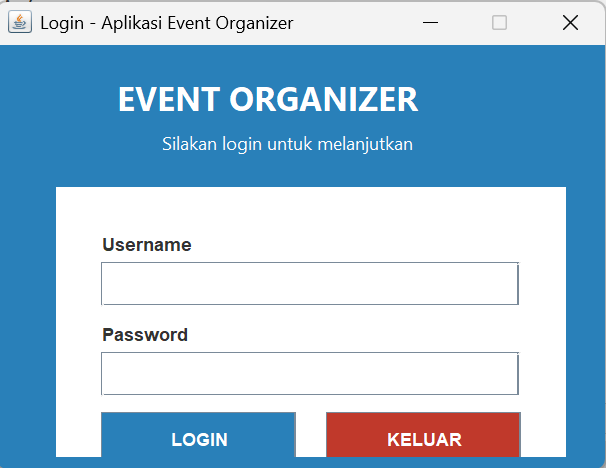 Login - Aplikasi Event Organizer
EVENT ORGANIZER
Silakan login untuk melanjutkan
Username
Password
LOGIN KELUAR